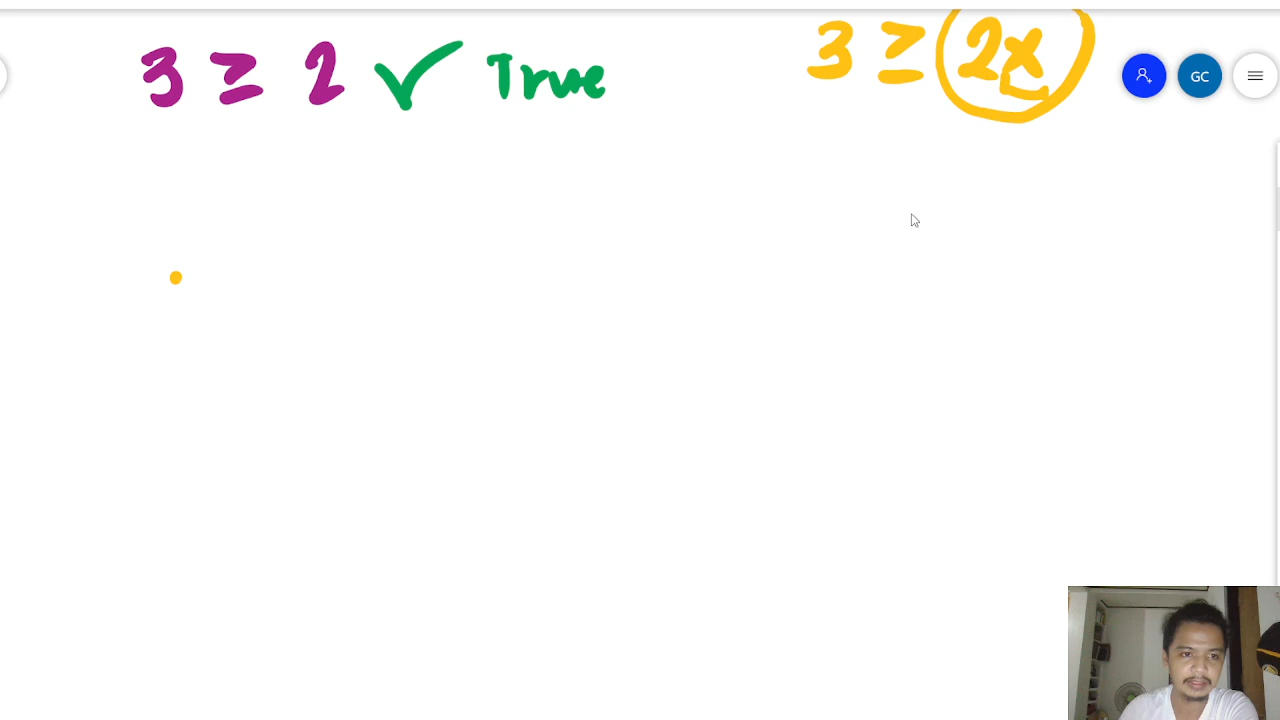 3 ≥ 2 ✓ True
3 ≥ 2x
GC